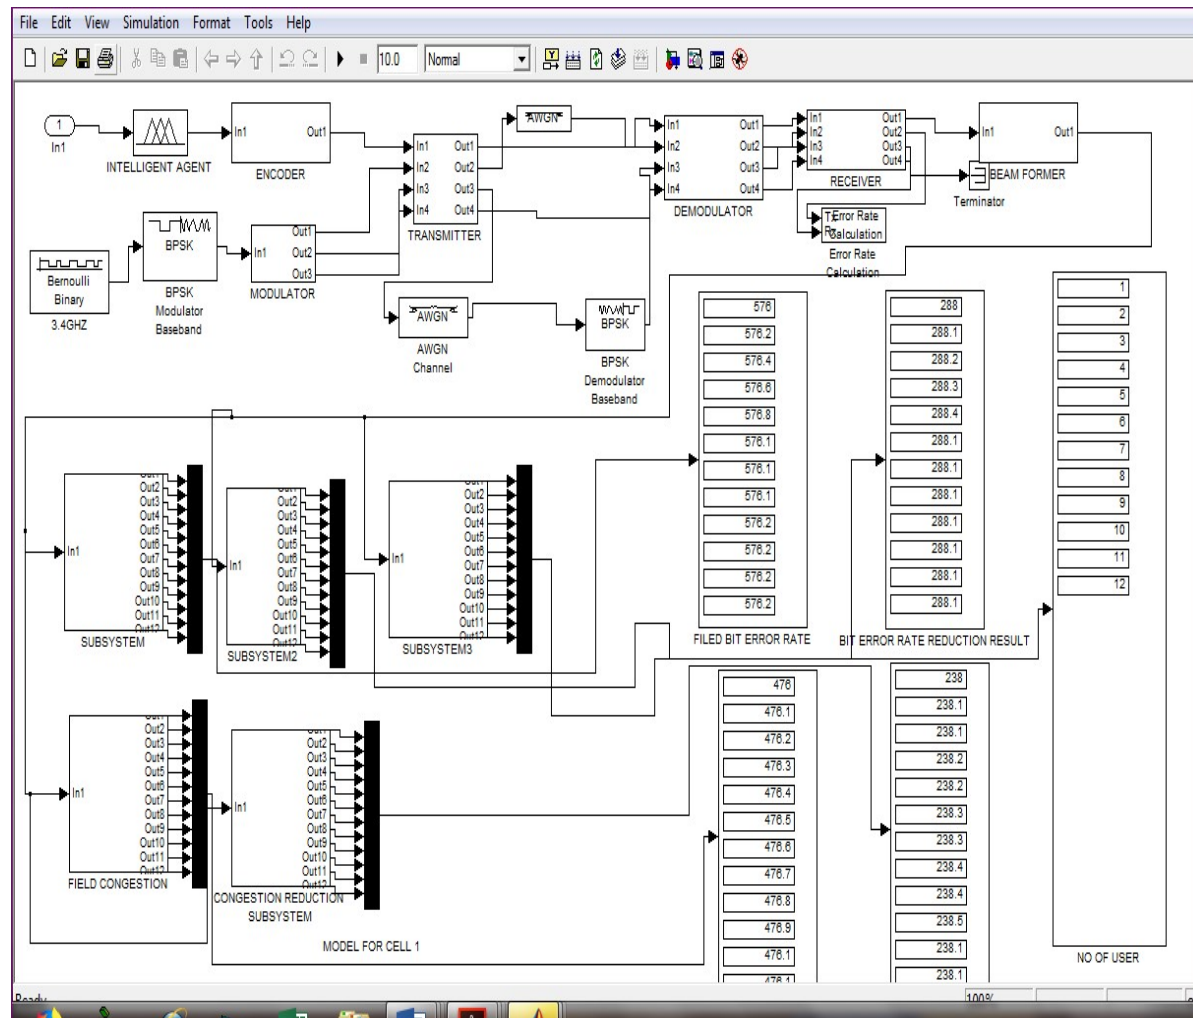 File Edit View Simulation Format Tools Help
10.0 Normal
1
In1
INTELLIGENT AGENT
In1 Out1
ENCODER
In1 Out1
In2 Out2
In3 Out3
In4 Out4
TRANSMITTER
AWGN
In1 Out1
In2 Out2
In3
In4 Out4
DEMODULATOR
In1 Out1
In2 Out2
In3 Out3
In4 Out4
RECEIVER
In1 Out1
BEAM FORMER
Terminator
Error Rate
Calculation
Error Rate
Calculation
Bernoulli
Binary
3.4GHZ
BPSK
BPSK
Modulator
Baseband
In1
Out1
Out2
Out3
MODULATOR
AWGN
AWGN
Channel
BPSK
BPSK
Demodulator
Baseband
576
576.2
576.4
576.6
576.8
576.1
576.1
576.1
576.2
576.2
576.2
576.2
FILED BIT ERROR RATE
288
288.1
288.2
288.3
288.4
288.1
288.1
288.1
288.1
288.1
288.1
288.1
BIT ERROR RATE REDUCTION RESULT
1
2
3
4
5
6
7
8
9
10
11
12
NO OF USER
In1
Out1
Out2
Out3
Out4
Out5
Out6
Out7
Out8
Out9
Out10
Out11
Out12
SUBSYSTEM
In1
Out1
Out2
Out3
Out4
Out5
Out6
Out7
Out8
Out9
Out10
Out11
Out12
SUBSYSTEM2
In1
Out1
Out2
Out3
Out4
Out5
Out6
Out7
Out8
Out9
Out10
Out11
Out12
SUBSYSTEM3
In1
Out1
Out2
Out3
Out4
Out5
Out6
Out7
Out8
Out9
Out10
Out11
Out12
FIELD CONGESTION
In1
Out1
Out2
Out3
Out4
Out5
Out6
Out7
Out8
Out9
Out10
Out11
Out12
CONGESTION REDUCTION
SUBSYSTEM
MODEL FOR CELL 1
476
476.1
476.2
476.3
476.4
476.5
476.6
476.7
476.8
476.9
476.1
476.1
238
238.1
238.1
238.2
238.2
238.3
238.3
238.4
238.4
238.5
238.1
238.1
Ready 100%